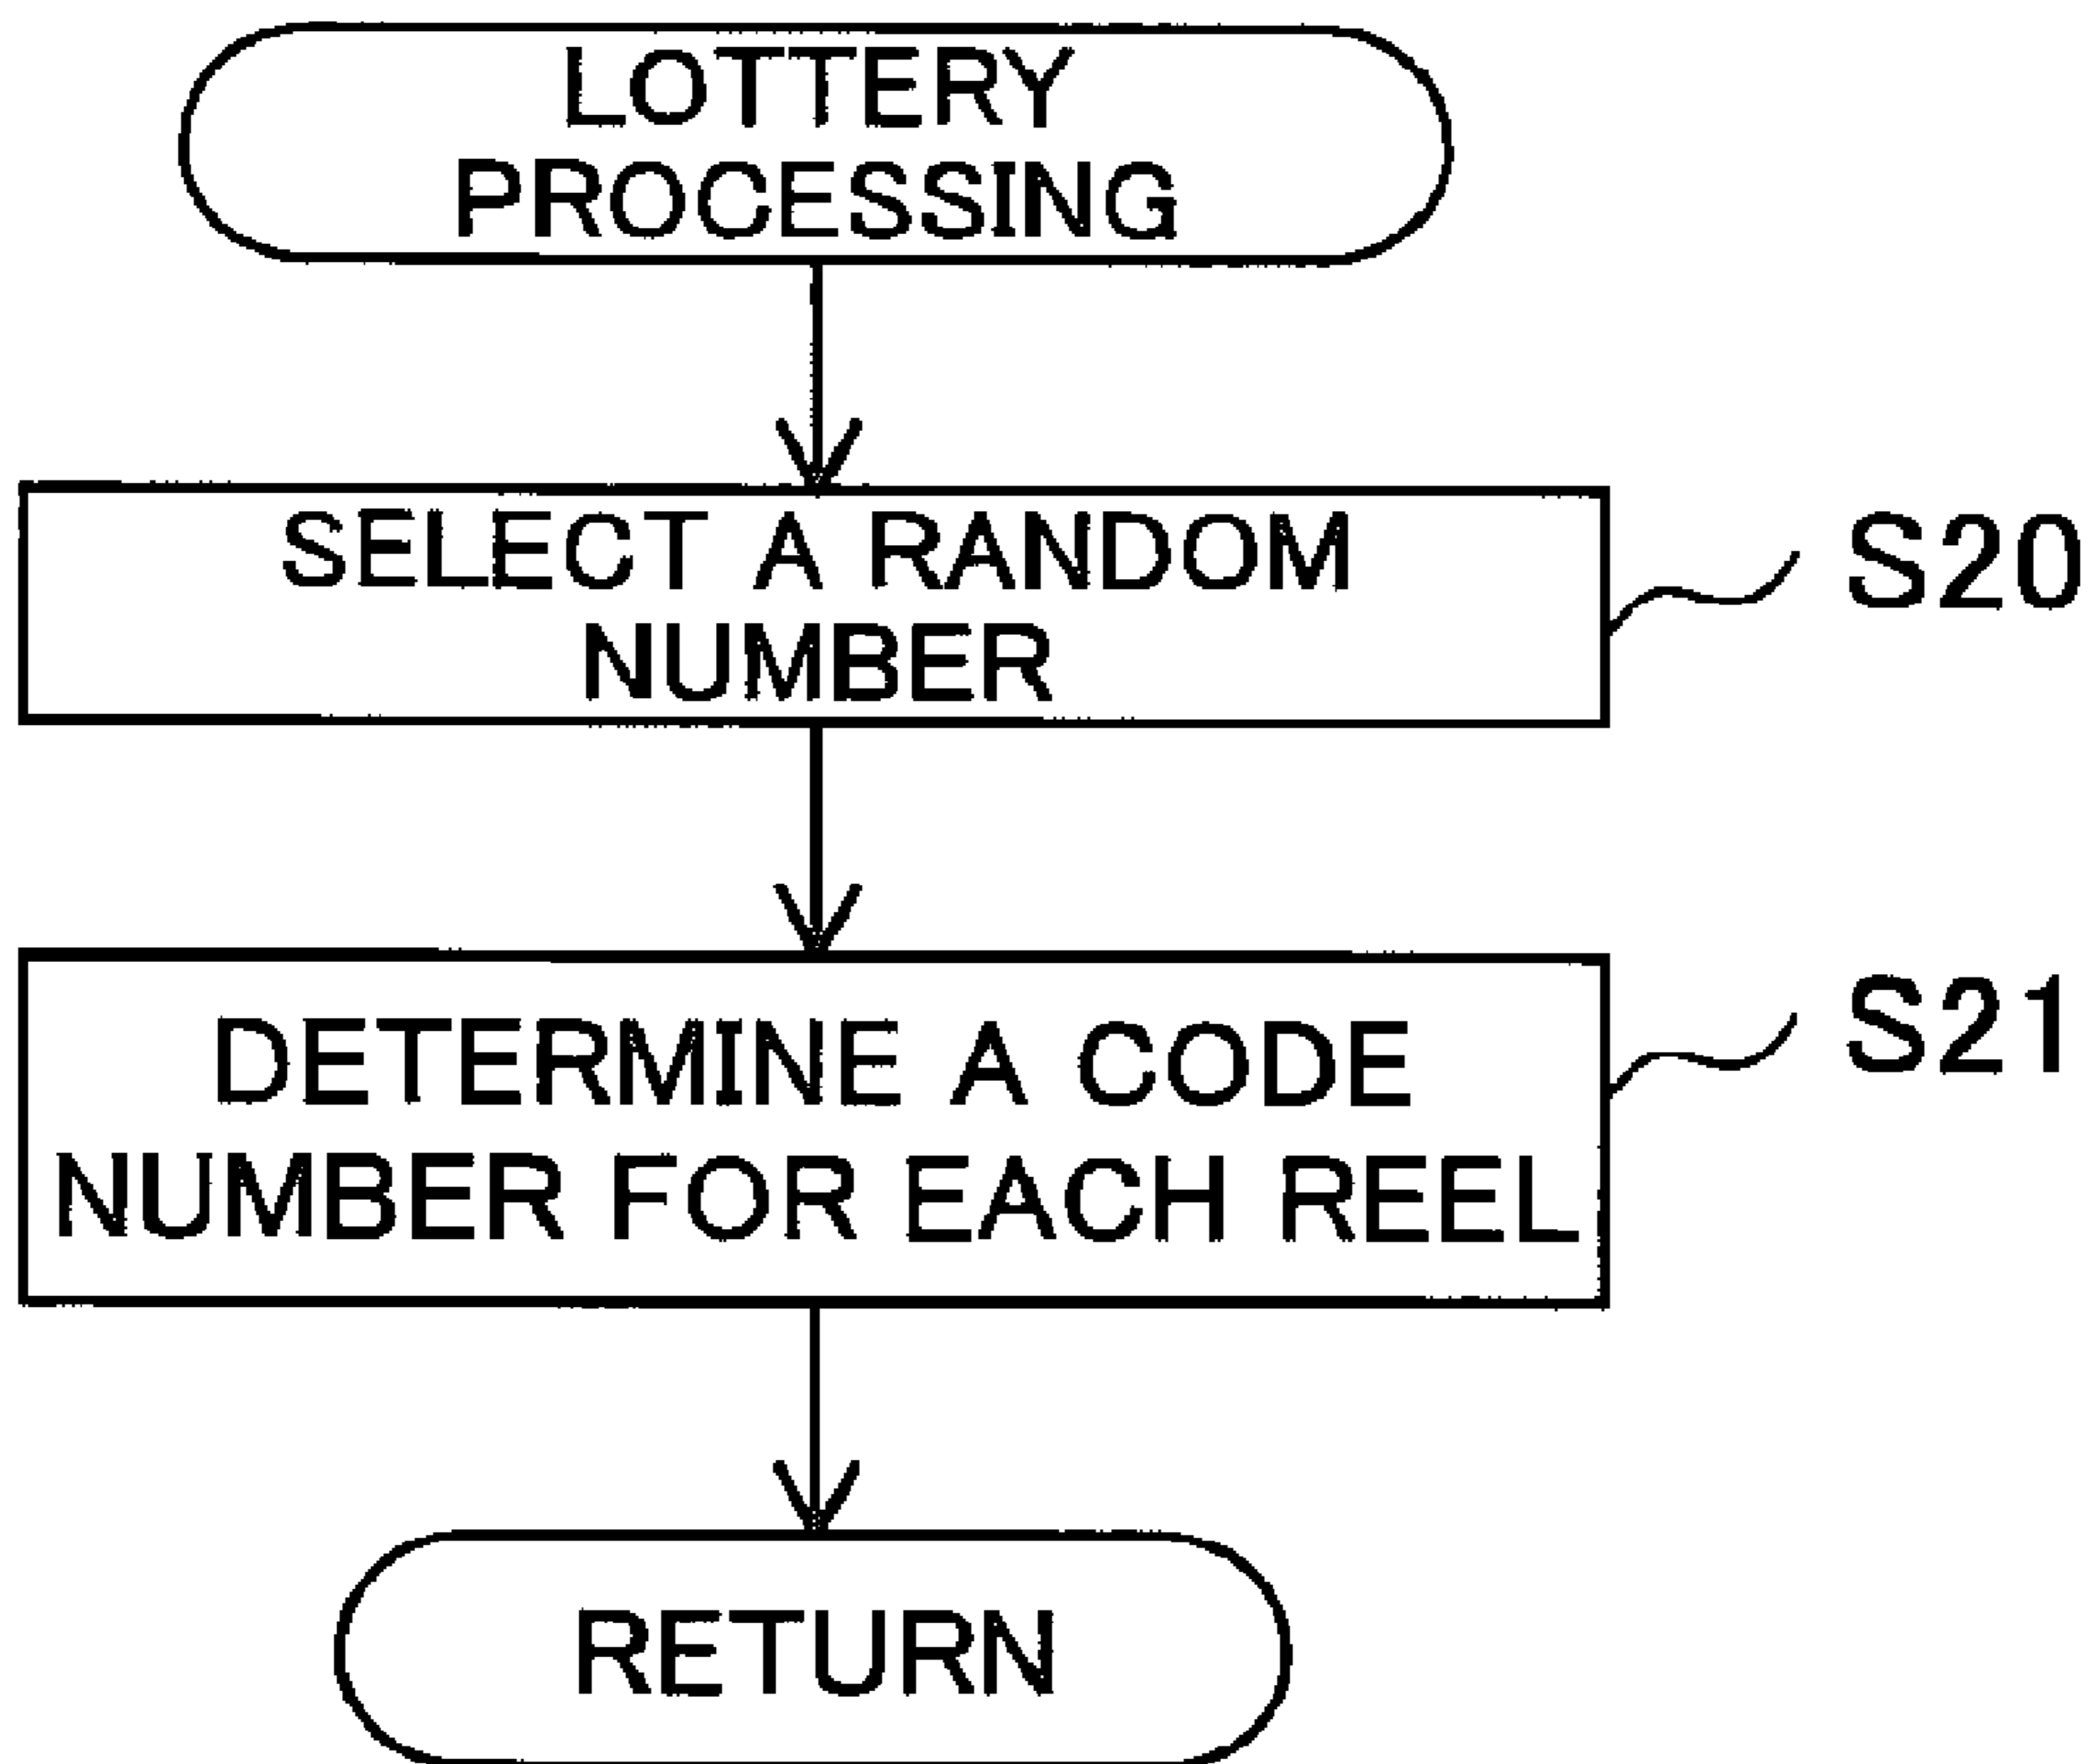 LOTTERY
PROCESSING
SELECT A RANDOM
NUMBER
S20
DETERMINE A CODE
NUMBER FOR EACH REEL
S21
RETURN